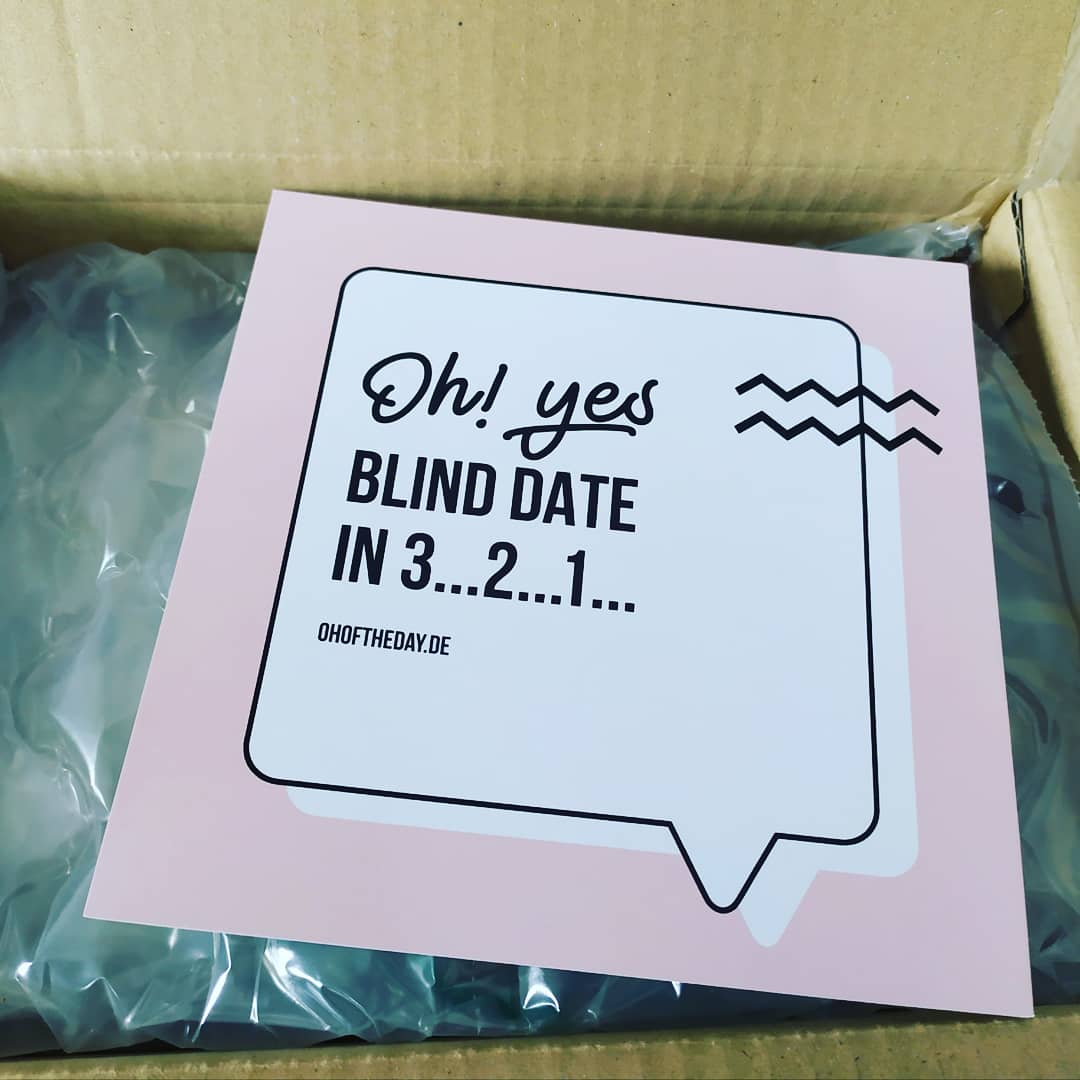 Oh! yes
BLIND DATE
IN 3...2...1...
OHOFTHEDAY.DE